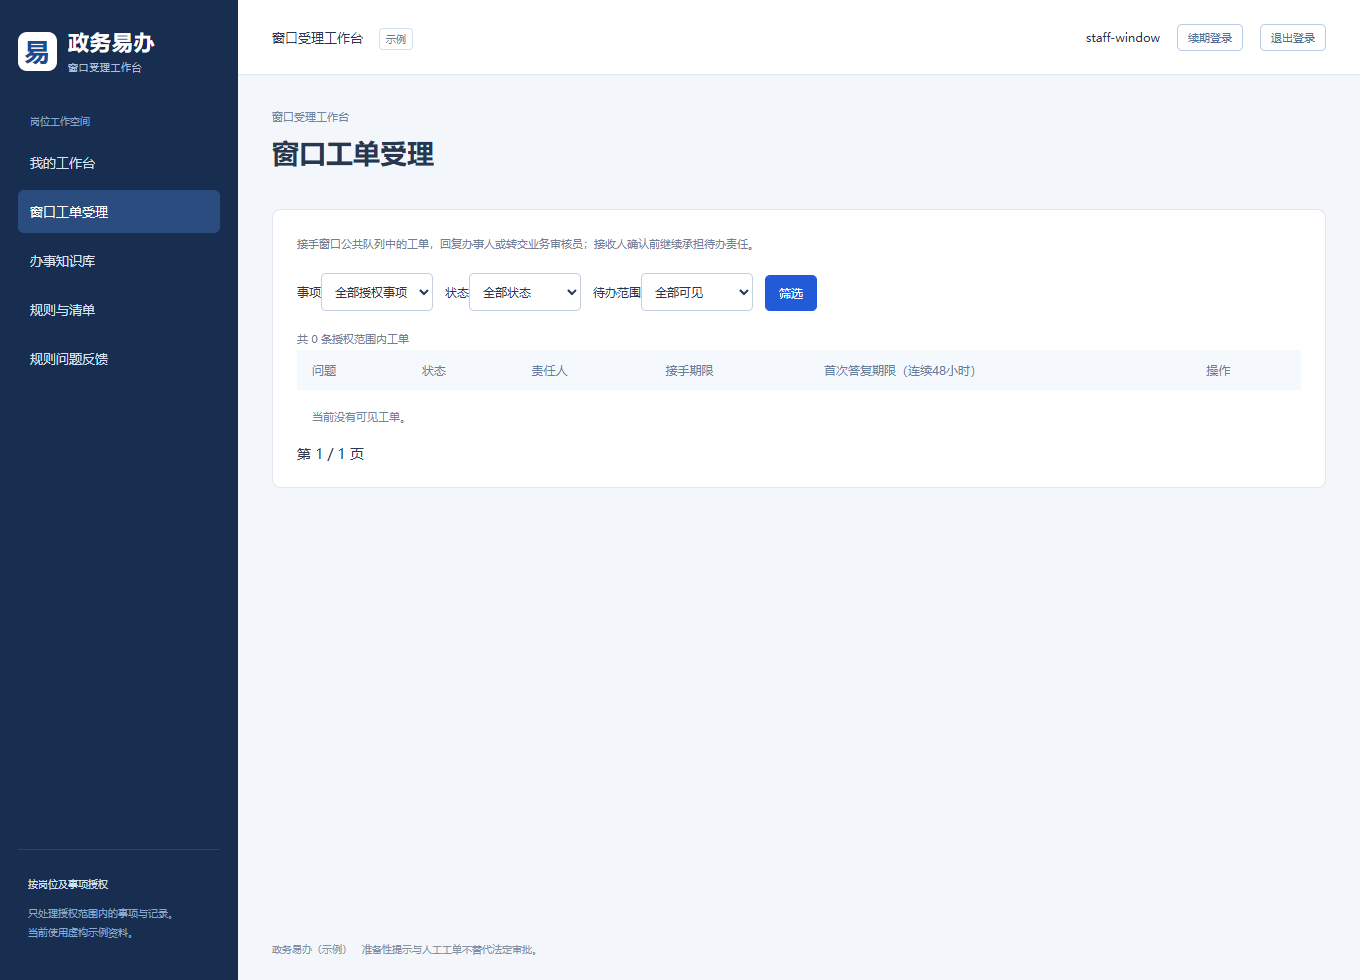 易
政务易办
窗口受理工作台
岗位工作空间
我的工作台
窗口工单受理
办事知识库
规则与清单
规则问题反馈
按岗位及事项授权
只处理授权范围内的事项与记录。
当前使用虚构示例资料。
窗口受理工作台 示例
staff-window 续期登录 退出登录
窗口受理工作台
窗口工单受理
接手窗口公共队列中的工单，回复办事人或转交业务审核员；接收人确认前继续承担待办责任。
事项 全部授权事项 状态 全部状态 待办范围 全部可见 筛选
共 0 条授权范围内工单
问题 状态 责任人 接手期限 首次答复期限（连续48小时） 操作
当前没有可见工单。
第 1 / 1 页
政务易办（示例） 准备性提示与人工工单不替代法定审批。